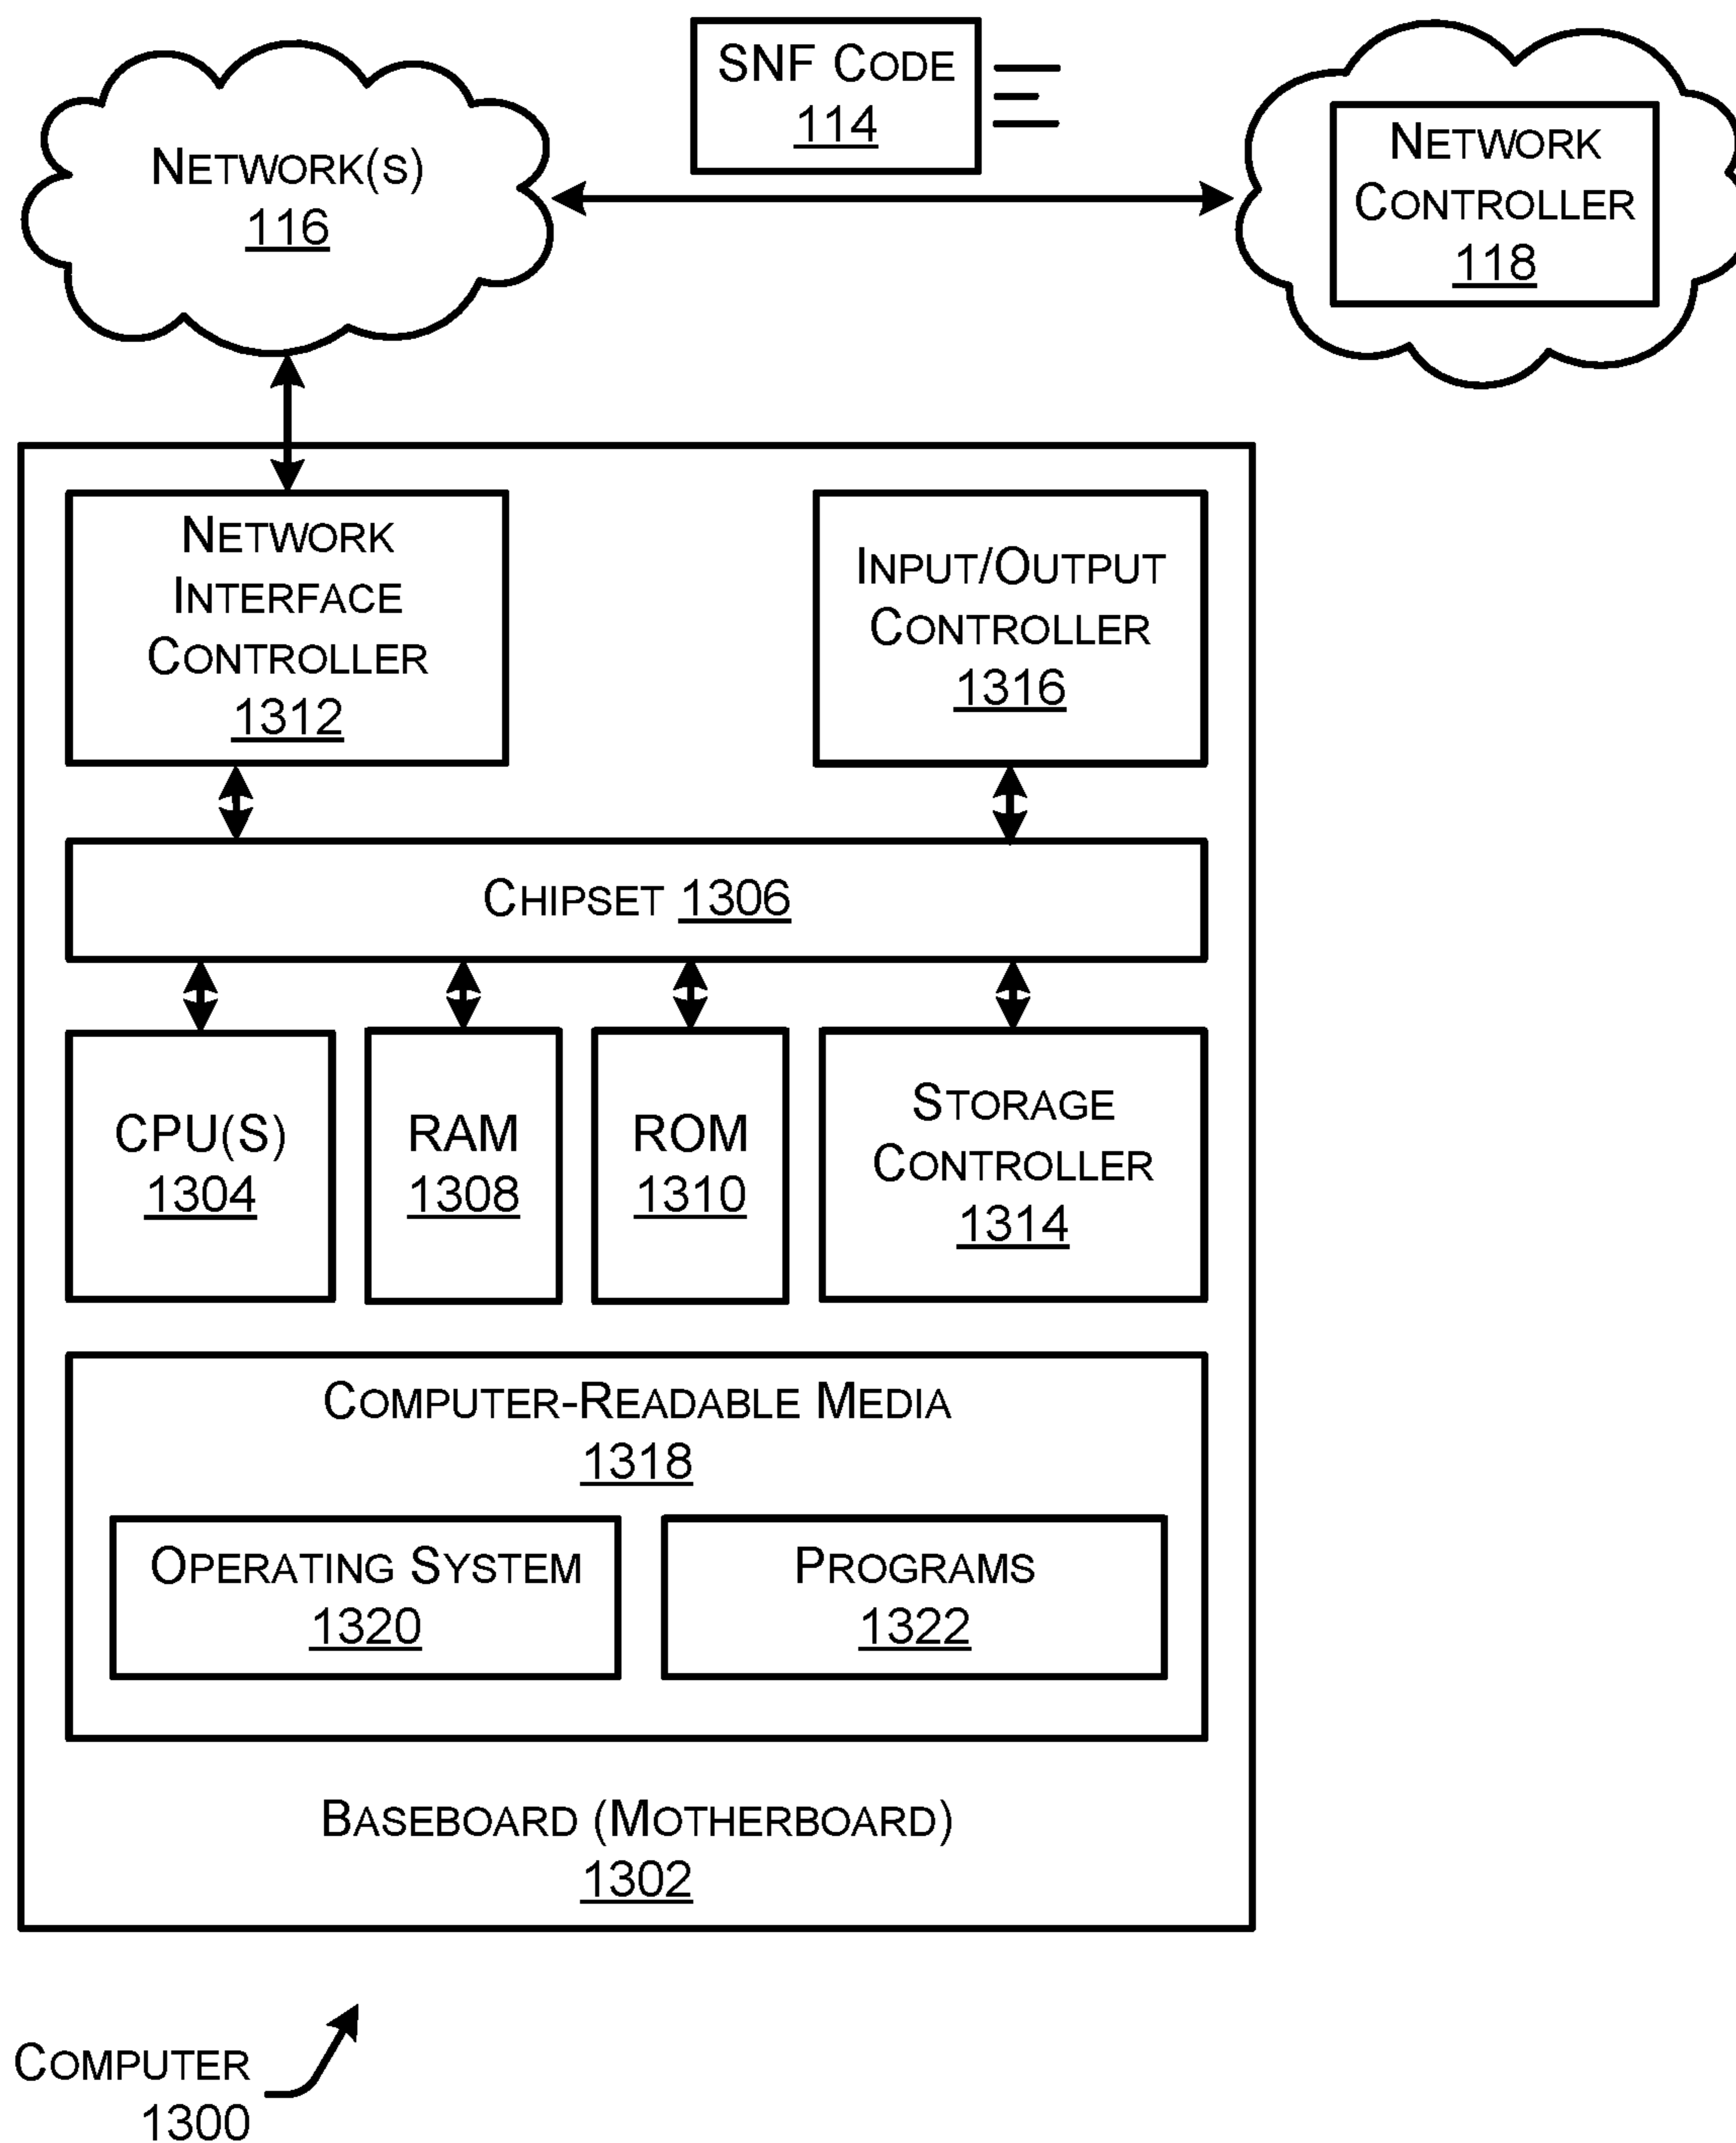 SNF CODE
114
NETWORK(S)
116
NETWORK
CONTROLLER
118
NETWORK
INTERFACE
CONTROLLER
1312
INPUT/OUTPUT
CONTROLLER
1316
CHIPSET 1306
CPU(S)
1304
RAM
1308
ROM
1310
STORAGE
CONTROLLER
1314
COMPUTER-READABLE MEDIA
1318
OPERATING SYSTEM
1320
PROGRAMS
1322
BASEBOARD (MOTHERBOARD)
1302
COMPUTER
1300